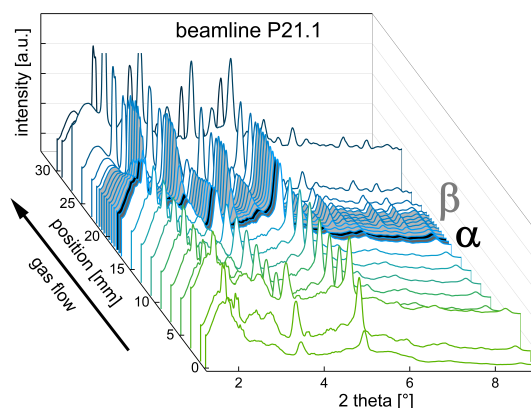 beamline P21.1
intensity [a.u.]
β
α
30
25
20
15
10
5
0
position [mm]
gas flow
2
4
6
8
2 theta [°]